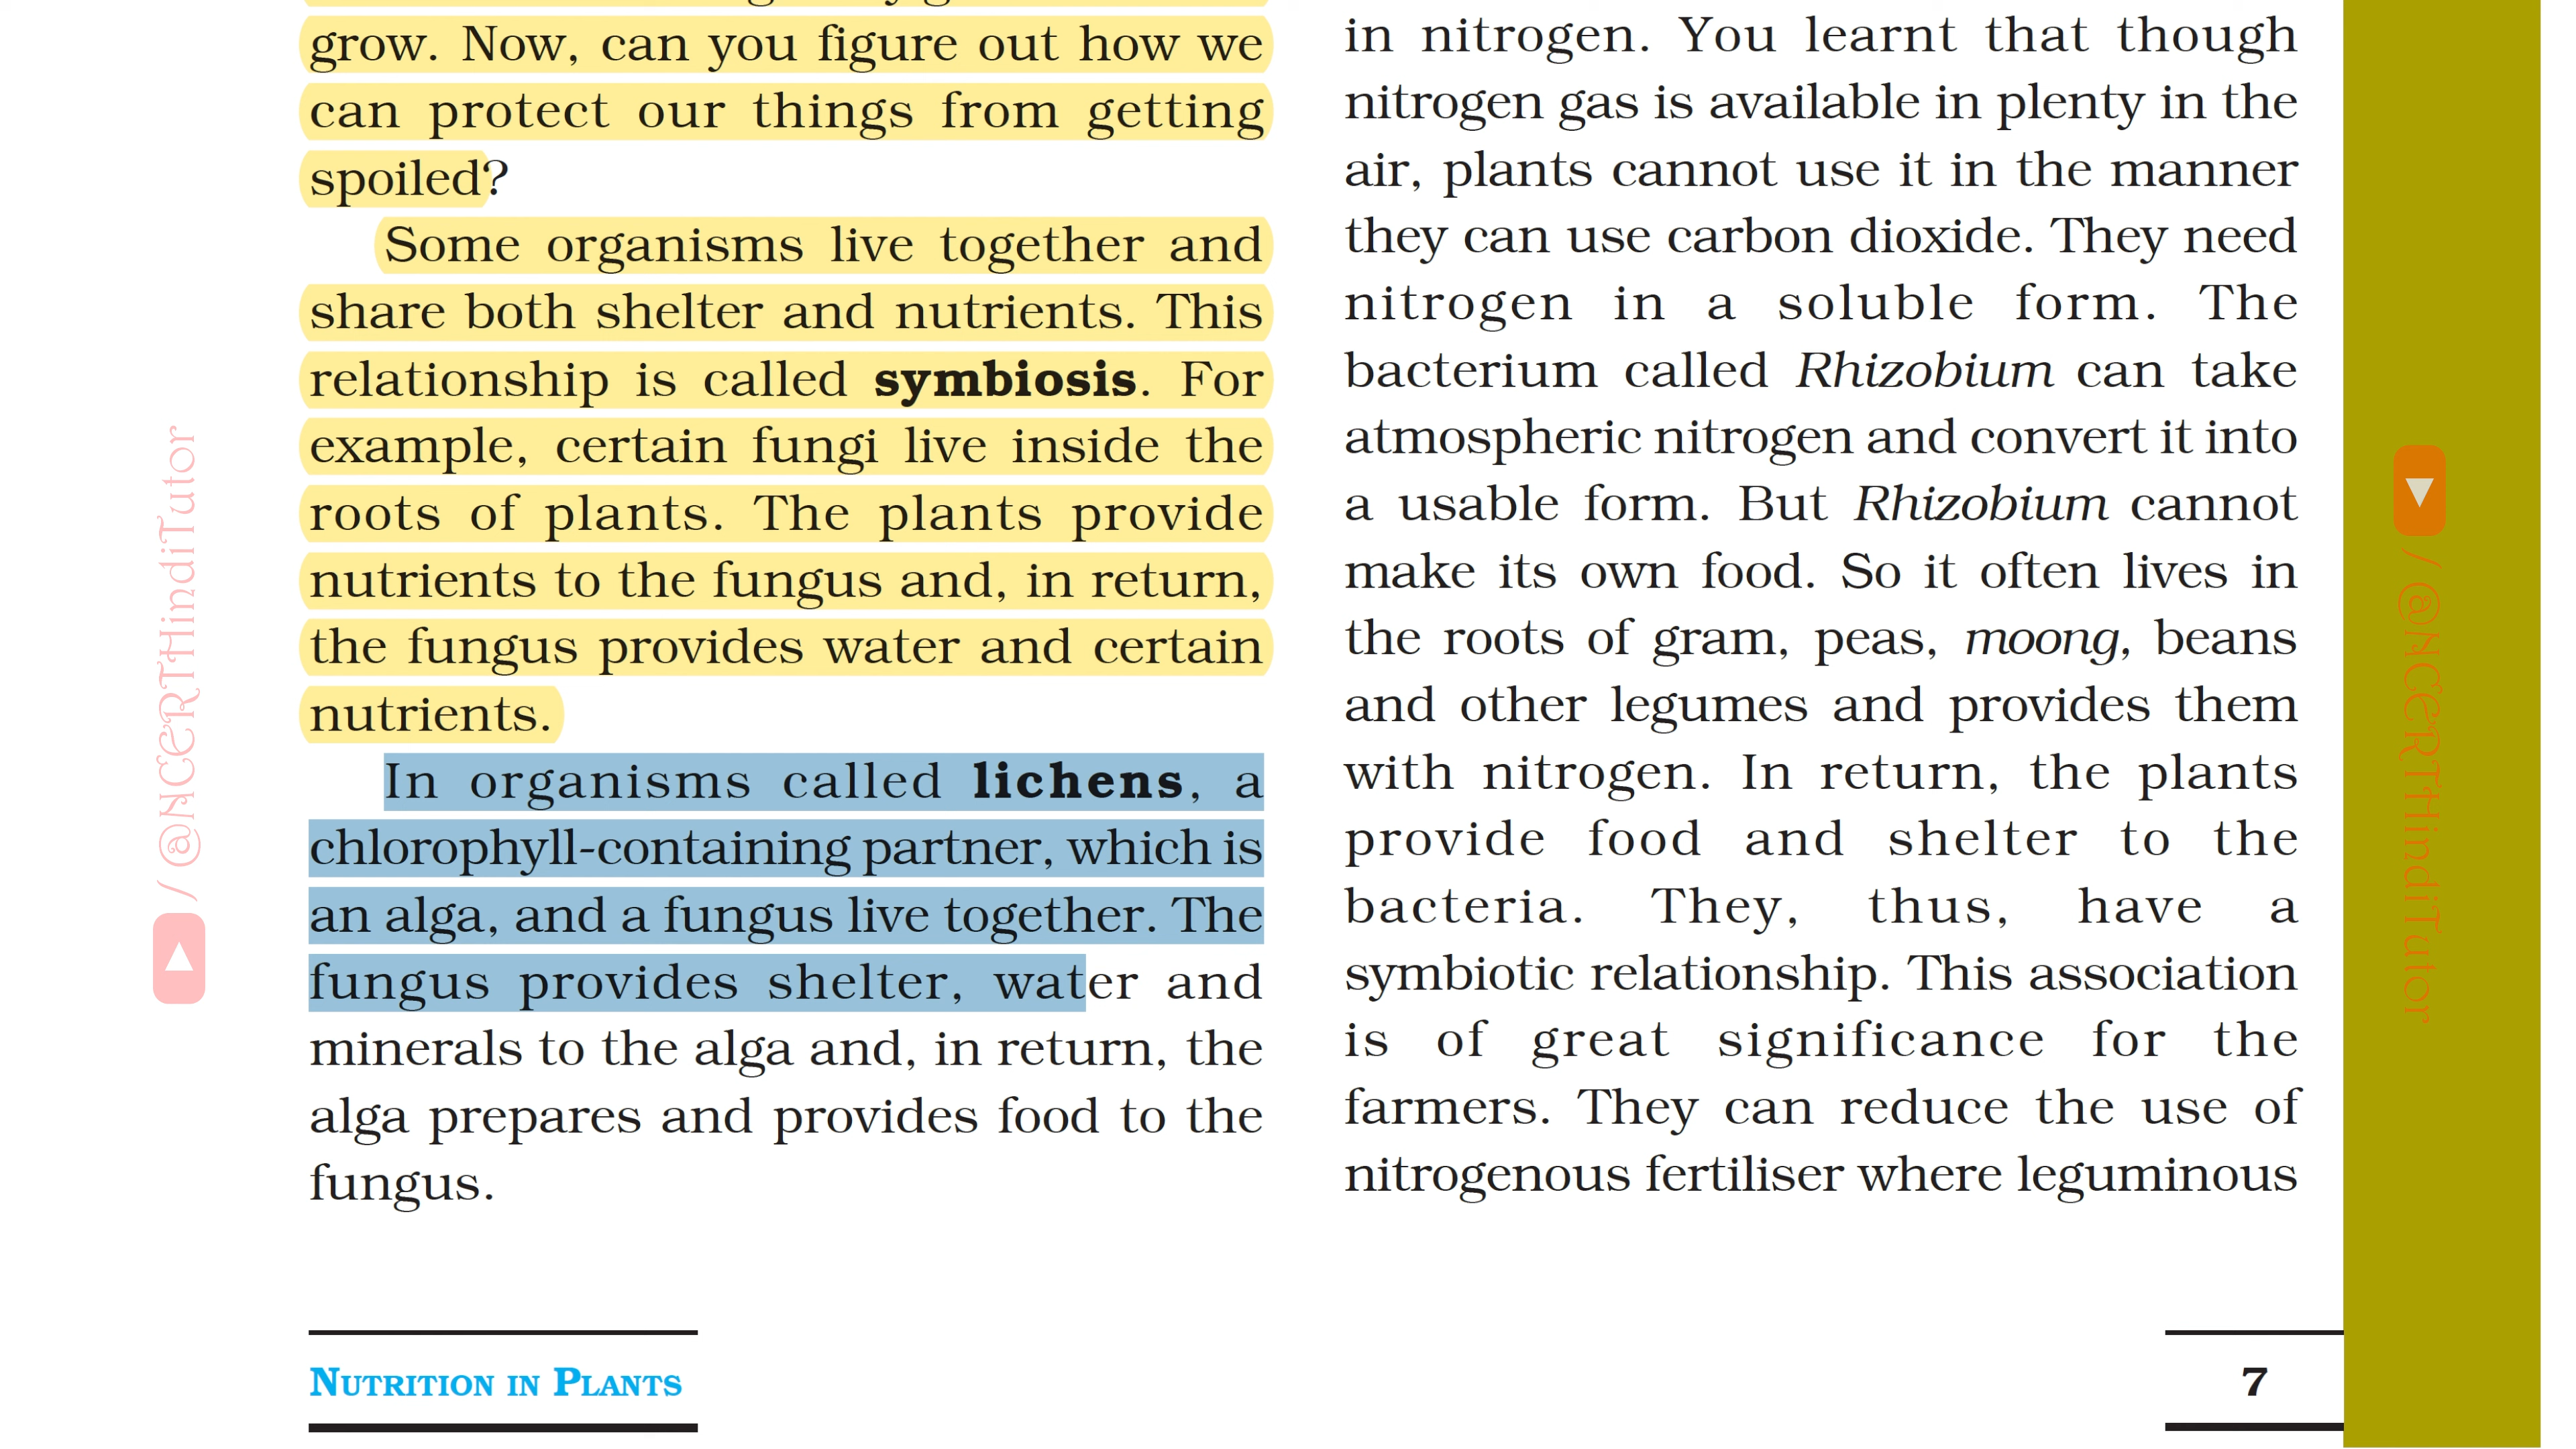 grow. Now, can you figure out how we
can protect our things from getting
spoiled?
Some organisms live together and
share both shelter and nutrients. This
relationship is called symbiosis. For
example, certain fungi live inside the
roots of plants. The plants provide
nutrients to the fungus and, in return,
the fungus provides water and certain
nutrients.
In organisms called lichens, a
chlorophyll-containing partner, which is
an alga, and a fungus live together. The
fungus provides shelter, water and
minerals to the alga and, in return, the
alga prepares and provides food to the
fungus.
in nitrogen. You learnt that though
nitrogen gas is available in plenty in the
air, plants cannot use it in the manner
they can use carbon dioxide. They need
nitrogen in a soluble form. The
bacterium called Rhizobium can take
atmospheric nitrogen and convert it into
a usable form. But Rhizobium cannot
make its own food. So it often lives in
the roots of gram, peas, moong, beans
and other legumes and provides them
with nitrogen. In return, the plants
provide food and shelter to the
bacteria. They, thus, have a
symbiotic relationship. This association
is of great significance for the
farmers. They can reduce the use of
nitrogenous fertiliser where leguminous
NUTRITION IN PLANTS
7
/ @NCERTHindiTutor
/ @NCERTHindiTutor